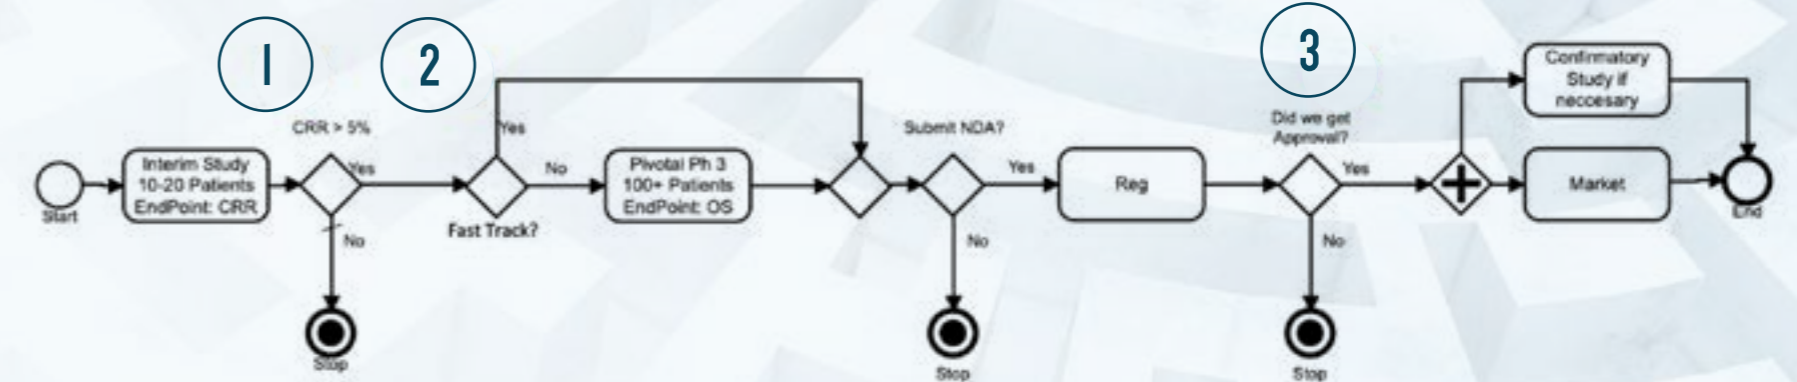 1
2
3
CRR > 5%
Yes
Submit NDA?
Did we get
Approval?
Confirmatory
Study if
neccesary
Start
Interim Study
10-20 Patients
EndPoint: CRR
Yes
No
Fast Track?
No
Pivotal Ph 3
100+ Patients
EndPoint: OS
Yes
No
Reg
Yes
No
Market
End
Stop
Stop
Stop